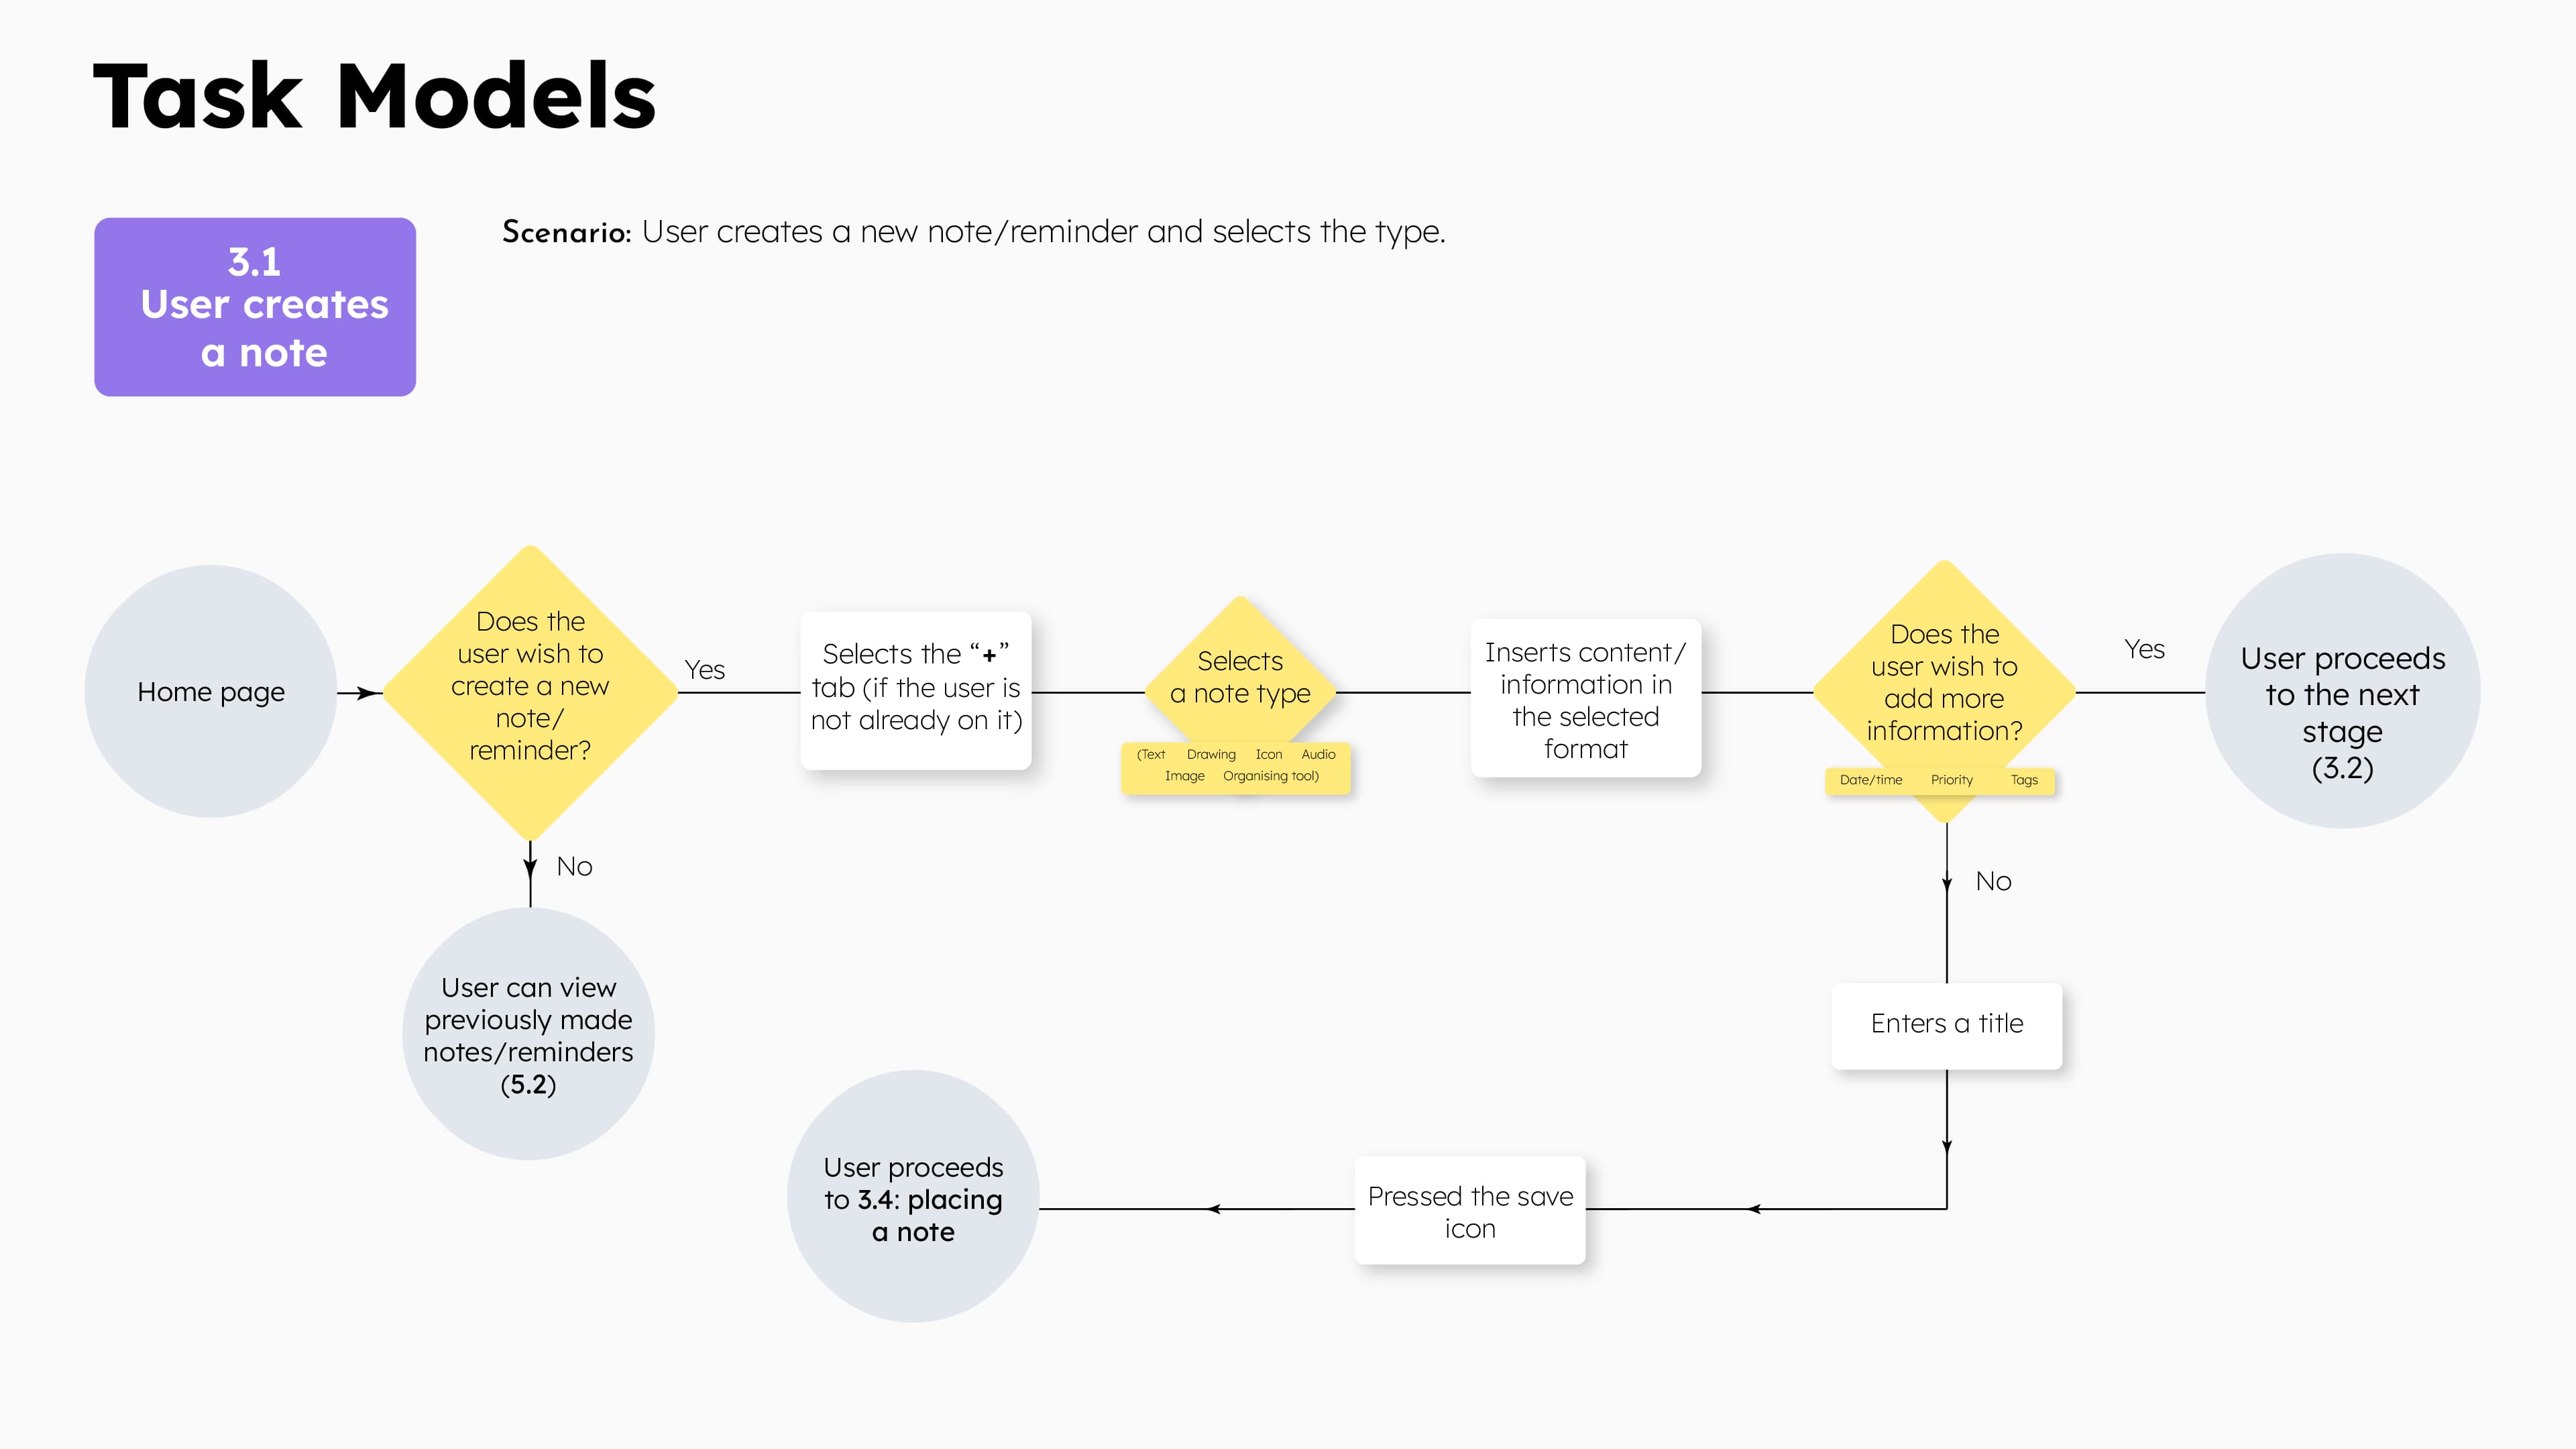 Task Models
3.1
User creates
a note
Scenario: User creates a new note/reminder and selects the type.
Home page
Does the
user wish to
create a new
note/
reminder?
Yes
Selects the “+”
tab (if the user is
not already on it)
Selects
a note type
(Text Drawing Icon Audio
Image Organising tool)
Inserts content/
information in
the selected
format
Does the
user wish to
add more
information?
Date/time Priority Tags
Yes
User proceeds
to the next
stage
(3.2)
No
User can view
previously made
notes/reminders
(5.2)
No
Enters a title
Pressed the save
icon
User proceeds
to 3.4: placing
a note